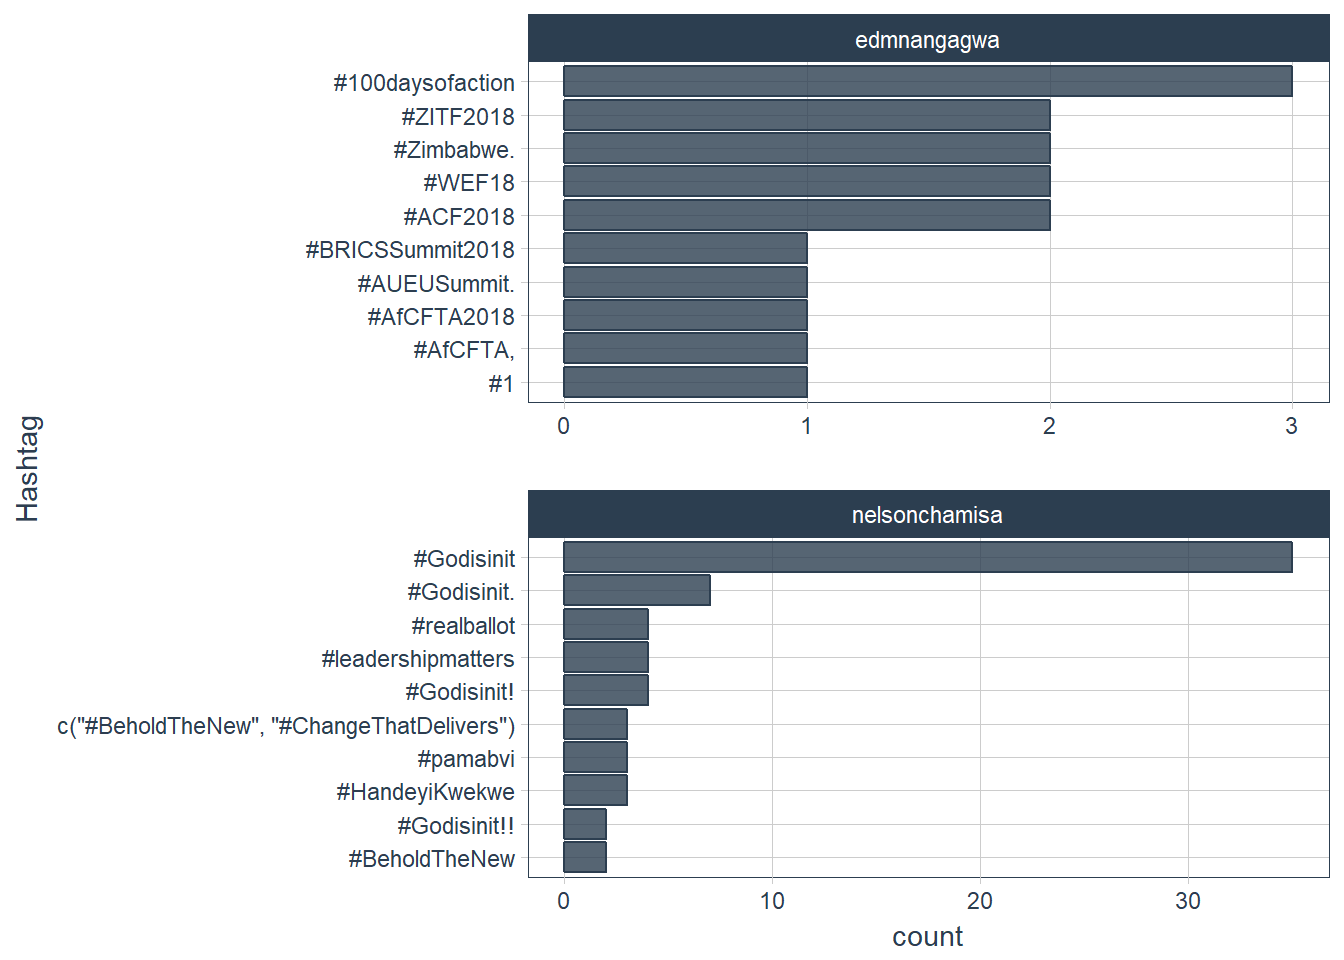 edmnangagwa
#100daysofaction
#ZITF2018
#Zimbabwe.
#WEF18
#ACF2018
#BRICSSummit2018
#AUEUSummit.
#AfCFTA2018
#AfCFTA,
#1
0 1 2 3
Hashtag
nelsonchamisa
#Godisinit
#Godisinit.
#realballot
#leadershipmatters
#Godisinit!
c("#BeholdTheNew", "#ChangeThatDelivers")
#pamabvi
#HandeyiKwekwe
#Godisinit!!
#BeholdTheNew
0 10 20 30
count